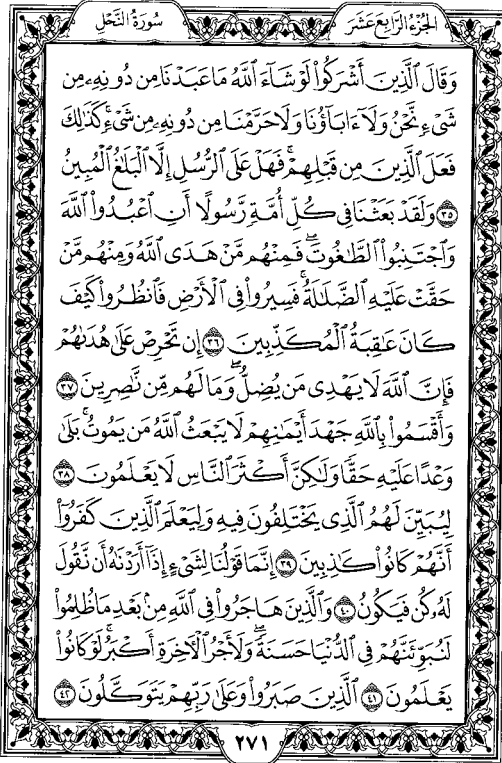 الجزء الرابع عشر
سورة النحل
وَقَالَ ٱلَّذِينَ أَشْرَكُوا۟ لَوْ شَآءَ ٱللَّهُ مَا عَبَدْنَا مِن دُونِهِۦ مِن
شَىْءٍ نَّحْنُ وَلَآ ءَابَآؤُنَا وَلَا حَرَّمْنَا مِن دُونِهِۦ مِن شَىْءٍ ۚ كَذَٰلِكَ
فَعَلَ ٱلَّذِينَ مِن قَبْلِهِمْ ۚ فَهَلْ عَلَى ٱلرُّسُلِ إِلَّا ٱلْبَلَٰغُ ٱلْمُبِينُ
٣٥ وَلَقَدْ بَعَثْنَا فِى كُلِّ أُمَّةٍ رَّسُولًا أَنِ ٱعْبُدُوا۟ ٱللَّهَ
وَٱجْتَنِبُوا۟ ٱلطَّٰغُوتَ ۖ فَمِنْهُم مَّنْ هَدَى ٱللَّهُ وَمِنْهُم مَّنْ
حَقَّتْ عَلَيْهِ ٱلضَّلَٰلَةُ ۚ فَسِيرُوا۟ فِى ٱلْأَرْضِ فَٱنظُرُوا۟ كَيْفَ
كَانَ عَٰقِبَةُ ٱلْمُكَذِّبِينَ ٣٦ إِن تَحْرِصْ عَلَىٰ هُدَىٰهُمْ
فَإِنَّ ٱللَّهَ لَا يَهْدِى مَن يُضِلُّ ۖ وَمَا لَهُم مِّن نَّٰصِرِينَ ٣٧
وَأَقْسَمُوا۟ بِٱللَّهِ جَهْدَ أَيْمَٰنِهِمْ لَا يَبْعَثُ ٱللَّهُ مَن يَمُوتُ ۚ بَلَىٰ
وَعْدًا عَلَيْهِ حَقًّا وَلَٰكِنَّ أَكْثَرَ ٱلنَّاسِ لَا يَعْلَمُونَ ٣٨
لِيُبَيِّنَ لَهُمُ ٱلَّذِى يَخْتَلِفُونَ فِيهِ وَلِيَعْلَمَ ٱلَّذِينَ كَفَرُوٓا۟
أَنَّهُمْ كَانُوا۟ كَٰذِبِينَ ٣٩ إِنَّمَا قَوْلُنَا لِشَىْءٍ إِذَآ أَرَدْنَٰهُ أَن نَّقُولَ
لَهُۥ كُن فَيَكُونُ ٤٠ وَٱلَّذِينَ هَاجَرُوا۟ فِى ٱللَّهِ مِنۢ بَعْدِ مَا ظُلِمُوا۟
لَنُبَوِّئَنَّهُمْ فِى ٱلدُّنْيَا حَسَنَةً ۖ وَلَأَجْرُ ٱلْءَاخِرَةِ أَكْبَرُ ۚ لَوْ كَانُوا۟
يَعْلَمُونَ ٤١ ٱلَّذِينَ صَبَرُوا۟ وَعَلَىٰ رَبِّهِمْ يَتَوَكَّلُونَ ٤٢
٢٧١